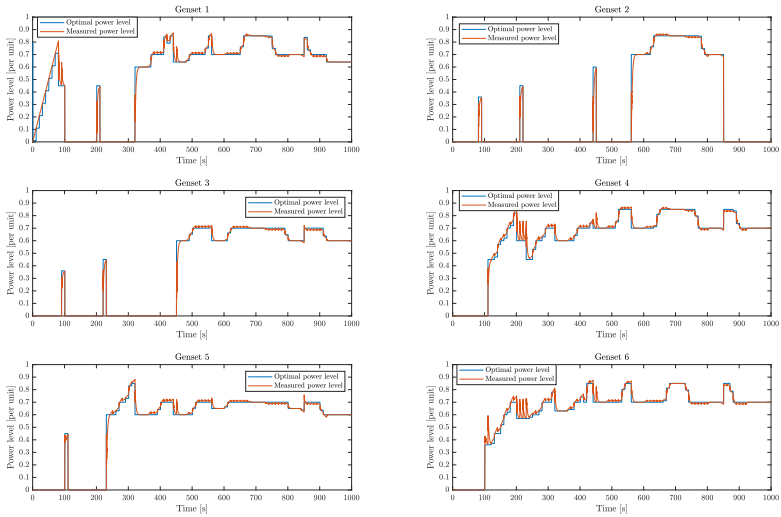 Genset 1
1
0.9
0.8
0.7
0.6
0.5
0.4
0.3
0.2
0.1
0
Power level [per unit]
Optimal power level
Measured power level
0 100 200 300 400 500 600 700 800 900 1000
Time [s]
Genset 2
1
0.9
0.8
0.7
0.6
0.5
0.4
0.3
0.2
0.1
0
Power level [per unit]
Optimal power level
Measured power level
0 100 200 300 400 500 600 700 800 900 1000
Time [s]
Genset 3
1
0.9
0.8
0.7
0.6
0.5
0.4
0.3
0.2
0.1
0
Power level [per unit]
Optimal power level
Measured power level
0 100 200 300 400 500 600 700 800 900 1000
Time [s]
Genset 4
1
0.9
0.8
0.7
0.6
0.5
0.4
0.3
0.2
0.1
0
Power level [per unit]
Optimal power level
Measured power level
0 100 200 300 400 500 600 700 800 900 1000
Time [s]
Genset 5
1
0.9
0.8
0.7
0.6
0.5
0.4
0.3
0.2
0.1
0
Power level [per unit]
Optimal power level
Measured power level
0 100 200 300 400 500 600 700 800 900 1000
Time [s]
Genset 6
1
0.9
0.8
0.7
0.6
0.5
0.4
0.3
0.2
0.1
0
Power level [per unit]
Optimal power level
Measured power level
0 100 200 300 400 500 600 700 800 900 1000
Time [s]